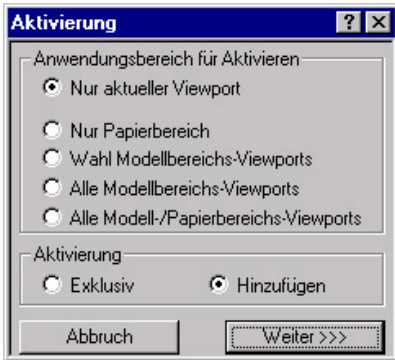 Aktivierung
Anwendungsbereich für Aktivieren
Nur aktueller Viewport
Nur Papierbereich
Wahl Modellbereichs-Viewports
Alle Modellbereichs-Viewports
Alle Modell-/Papierbereichs-Viewports
Aktivierung
Exklusiv Hinzufügen
Abbruch Weiter >>>